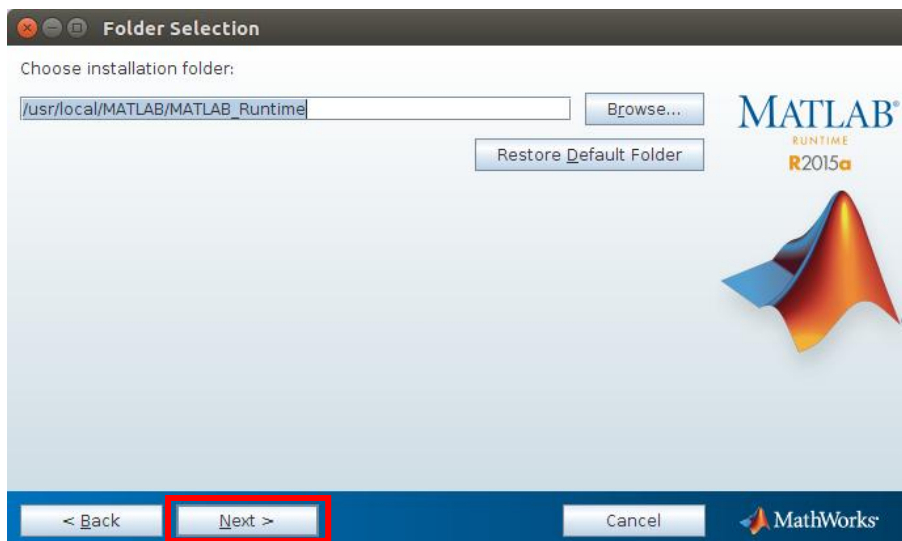 Folder Selection
Choose installation folder:
/usr/local/MATLAB/MATLAB_Runtime
Browse...
Restore Default Folder
MATLAB®
RUNTIME
R2015a
< Back
Next >
Cancel
MathWorks®